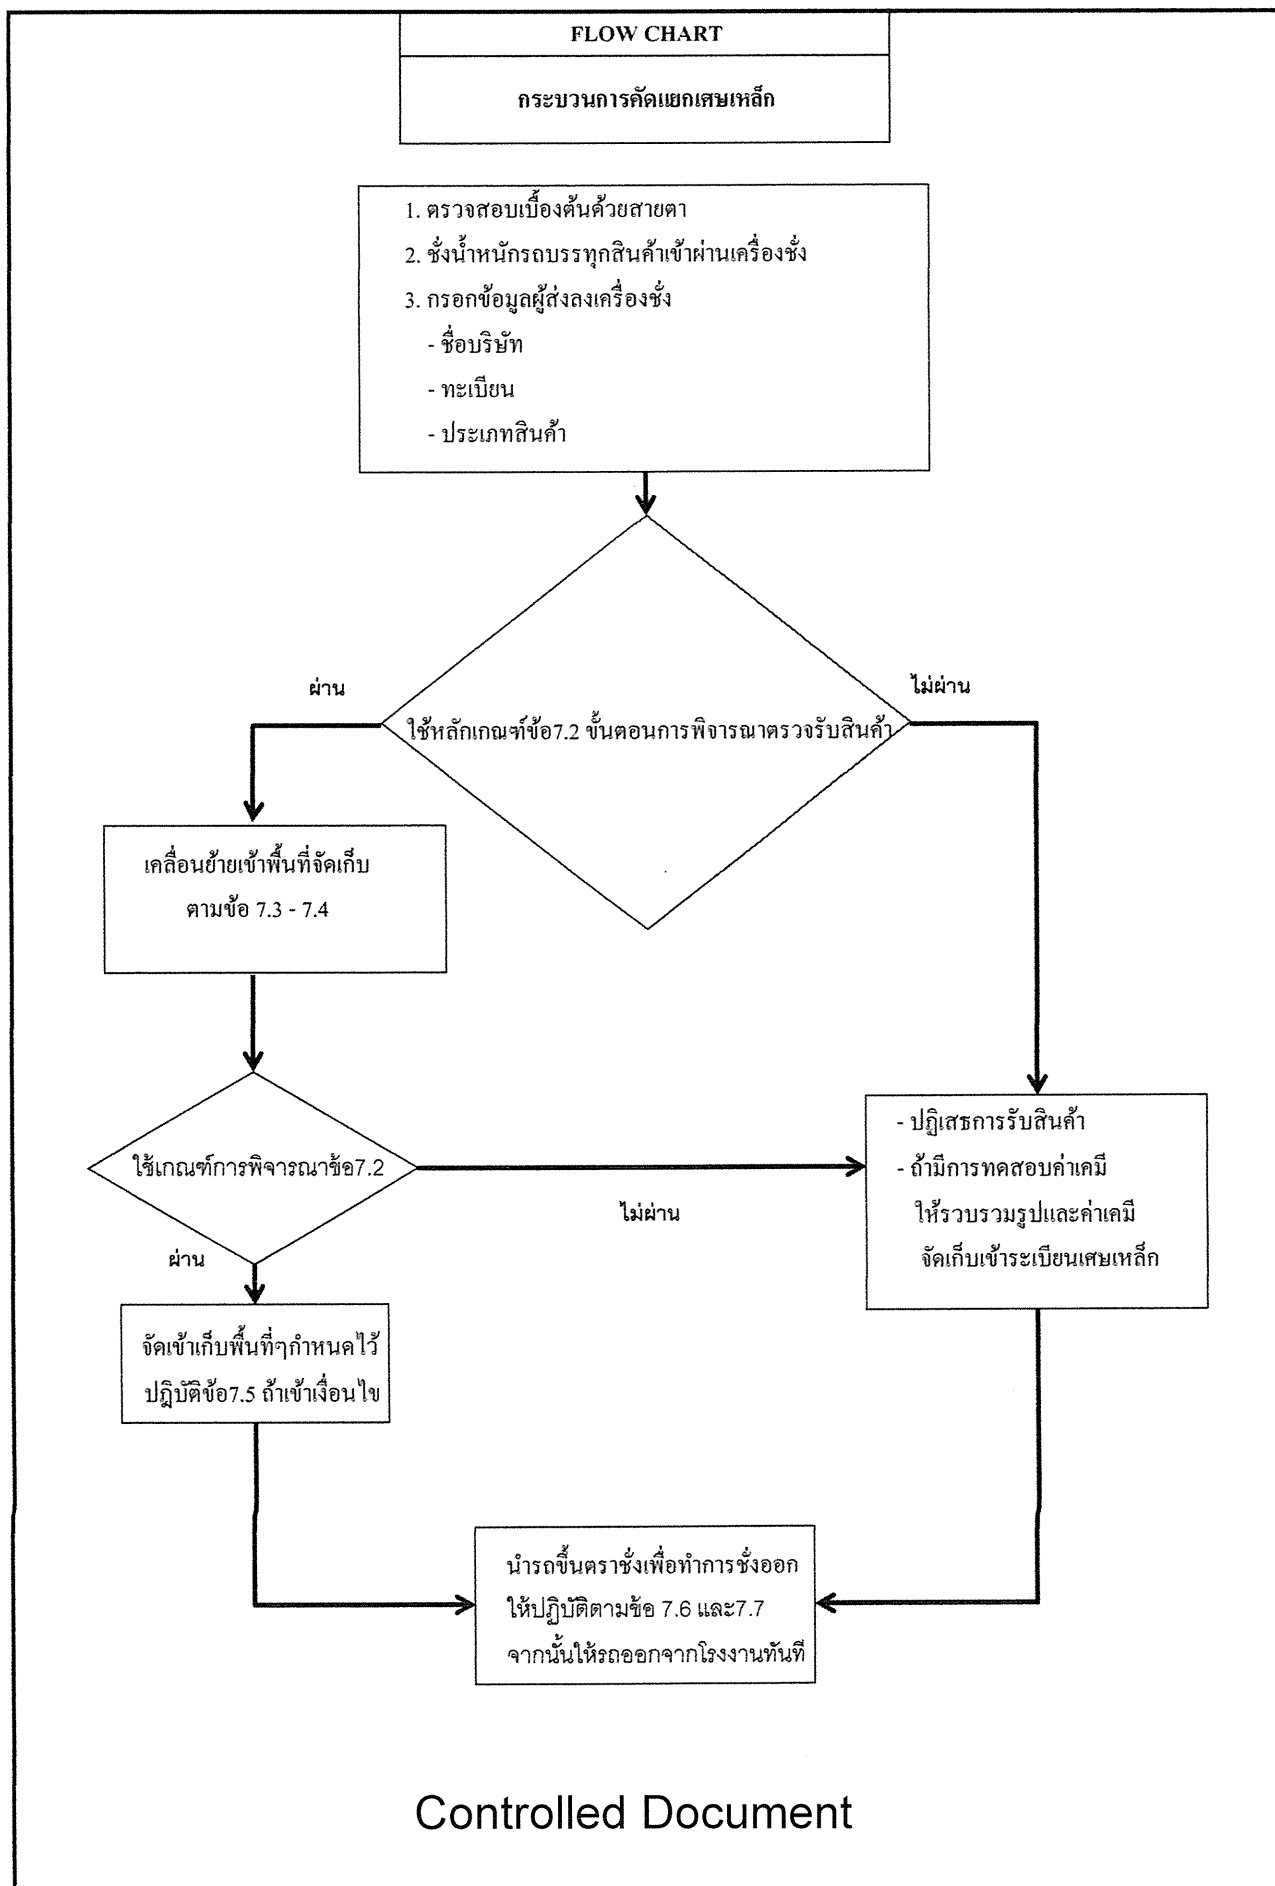 FLOW CHART
กระบวนการคัดแยกเศษเหล็ก
1. ตรวจสอบเบื้องต้นด้วยสายตา
2. ชั่งน้ำหนักรถบรรทุกสินค้าเข้าผ่านเครื่องชั่ง
3. กรอกข้อมูลผู้ส่งลงเครื่องชั่ง
- ชื่อบริษัท
- ทะเบียน
- ประเภทสินค้า
ผ่าน
ไม่ผ่าน
ใช้หลักเกณฑ์ข้อ7.2 ขั้นตอนการพิจารณาตรวจรับสินค้า
เคลื่อนย้ายเข้าพื้นที่จัดเก็บ
ตามข้อ 7.3 - 7.4
ใช้เกณฑ์การพิจารณาข้อ7.2
ไม่ผ่าน
ผ่าน
- ปฏิเสธการรับสินค้า
- ถ้ามีการทดสอบค่าเคมี
ให้รวบรวมรูปและค่าเคมี
จัดเก็บเข้าระเบียนเศษเหล็ก
จัดเข้าเก็บพื้นที่ๆกำหนดไว้
ปฎิบัติข้อ7.5 ถ้าเข้าเงื่อนไข
นำรถขึ้นตราชั่งเพื่อทำการชั่งออก
ให้ปฏิบัติตามข้อ 7.6 และ7.7
จากนั้นให้รถออกจากโรงงานทันที
Controlled Document